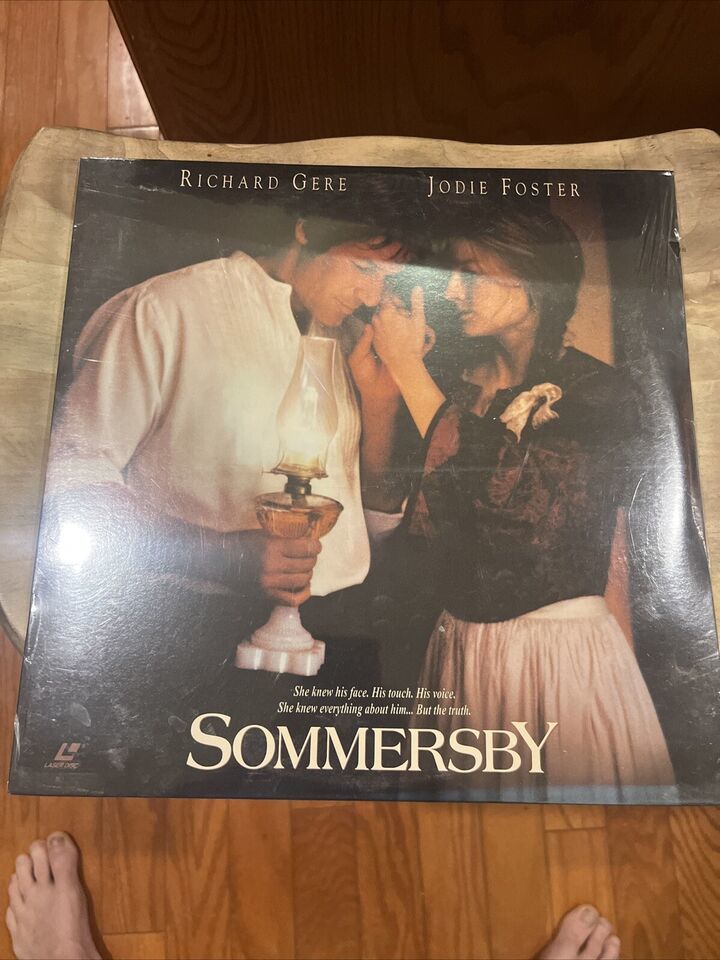 RICHARD GERE JODIE FOSTER
She knew his face. His touch. His voice.
She knew everything about him... But the truth.
SOMMERSBY
LASER DISC